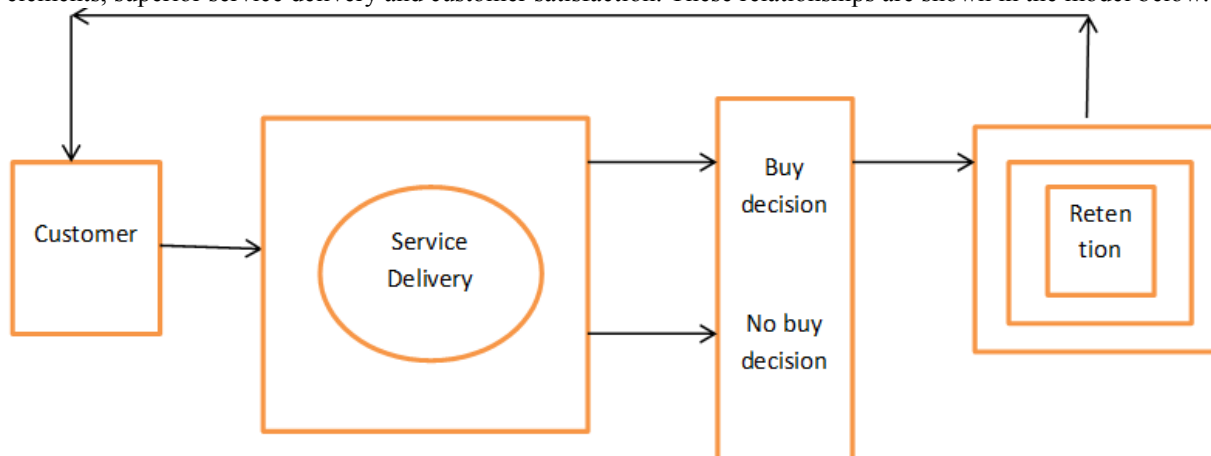 elements, superior service delivery and customer satisfaction. These relationships are shown in the model below.
Customer
Service
Delivery
Buy
decision
No buy
decision
Reten
tion